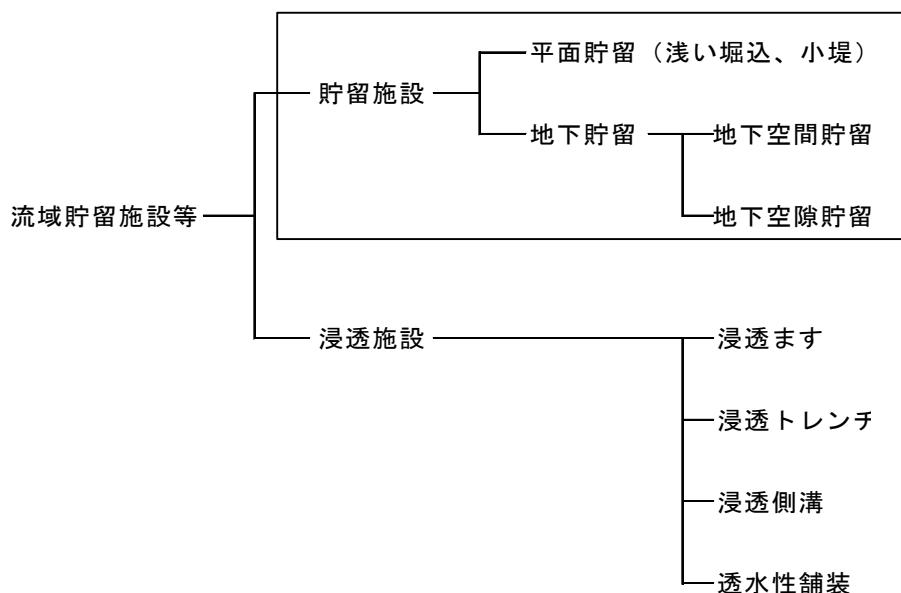 平面貯留（浅い堀込、小堤）
貯留施設
地下貯留
地下空間貯留
流域貯留施設等
地下空隙貯留
浸透施設
浸透ます
浸透トレンチ
浸透側溝
透水性舗装